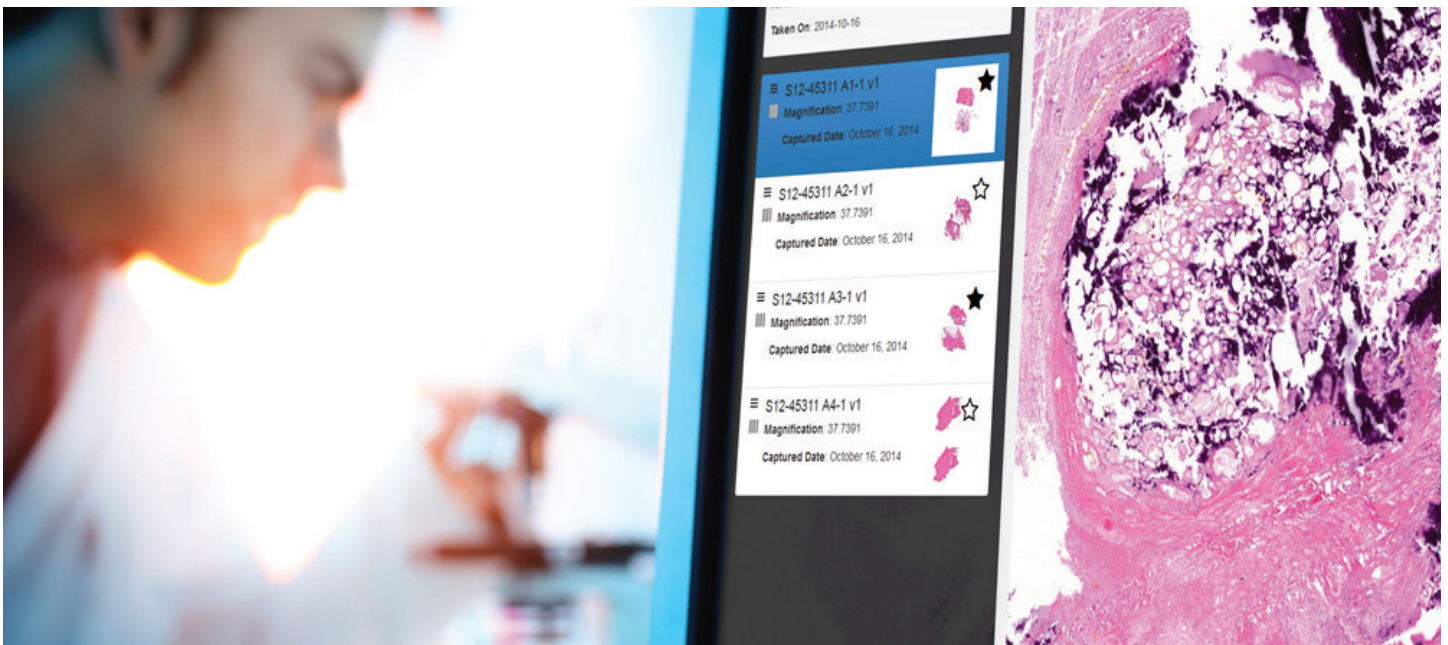 Taken On: 2014-10-16
S12-45311 A1-1 v1
Magnification: 37.7391
Captured Date: October 16, 2014
S12-45311 A2-1 v1
Magnification: 37.7391
Captured Date: October 16, 2014
S12-45311 A3-1 v1
Magnification: 37.7391
Captured Date: October 16, 2014
S12-45311 A4-1 v1
Magnification: 37.7391
Captured Date: October 16, 2014